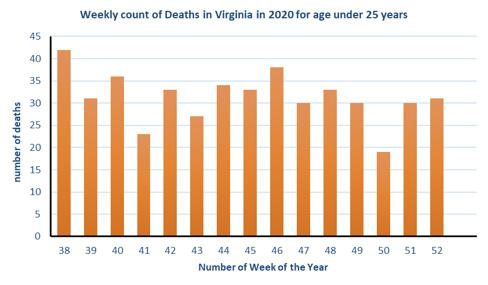 Weekly count of Deaths in Virginia in 2020 for age under 25 years
number of deaths
45
40
35
30
25
20
15
10
5
0
38 39 40 41 42 43 44 45 46 47 48 49 50 51 52
Number of Week of the Year